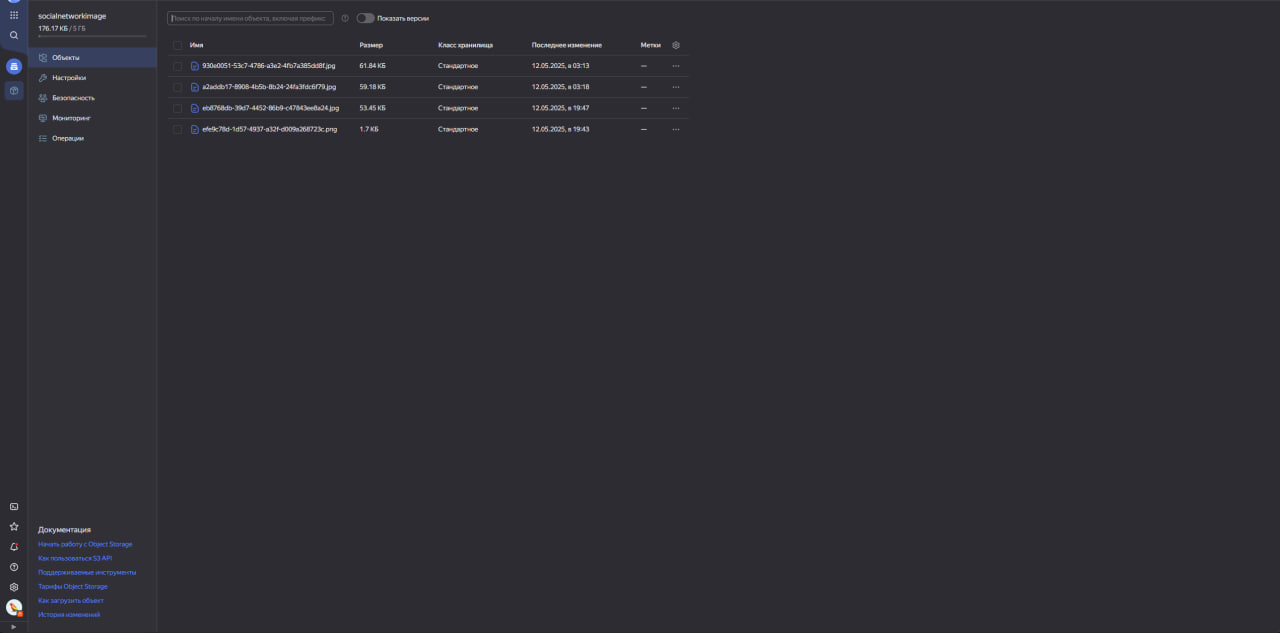 socialnetworkimage
176.17 КБ / 5 ГБ
Объекты
Настройки
Безопасность
Мониторинг
Операции
Поиск по началу имени объекта, включая префикс
Показать версии
Имя Размер Класс хранилища Последнее изменение Метки
930e0051-53c7-4786-a3e2-4fb7a385dd8f.jpg 61.84 КБ Стандартное 12.05.2025, в 03:13 —
a2addb17-8908-4b5b-8b24-24fa3fdc6f79.jpg 59.18 КБ Стандартное 12.05.2025, в 03:18 —
eb8768db-39d7-4452-86b9-c47843ee8a24.jpg 53.45 КБ Стандартное 12.05.2025, в 19:47 —
efe9c78d-1d57-4937-a32f-d009a268723c.png 1.7 КБ Стандартное 12.05.2025, в 19:43 —
Документация
Начать работу с Object Storage
Как пользоваться S3 API
Поддерживаемые инструменты
Тарифы Object Storage
Как загрузить объект
История изменений